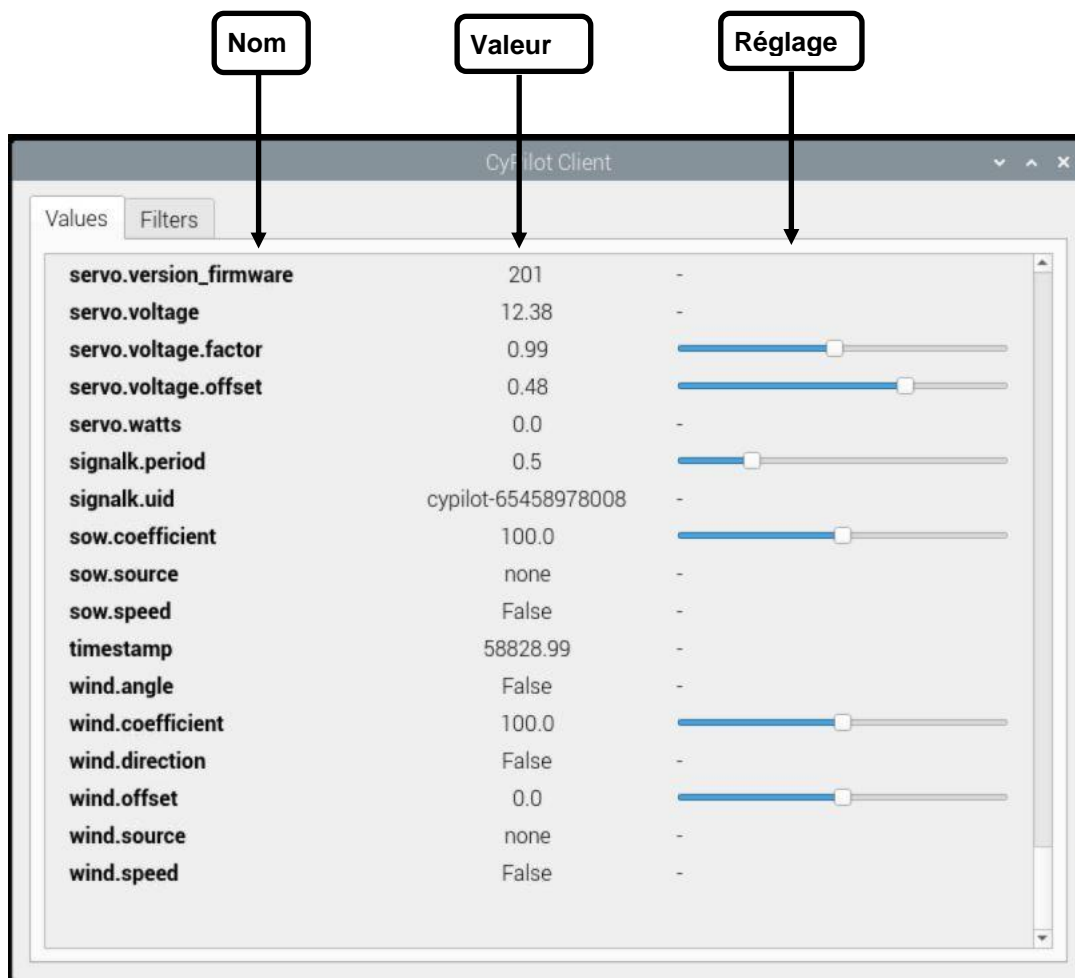 Nom Valeur Réglage
CyPilot Client
Values Filters
servo.version_firmware 201 -
servo.voltage 12.38 -
servo.voltage.factor 0.99
servo.voltage.offset 0.48
servo.watts 0.0 -
signalk.period 0.5
signalk.uid cypilot-65458978008 -
sow.coefficient 100.0
sow.source none -
sow.speed False -
timestamp 58828.99 -
wind.angle False -
wind.coefficient 100.0
wind.direction False -
wind.offset 0.0
wind.source none -
wind.speed False -